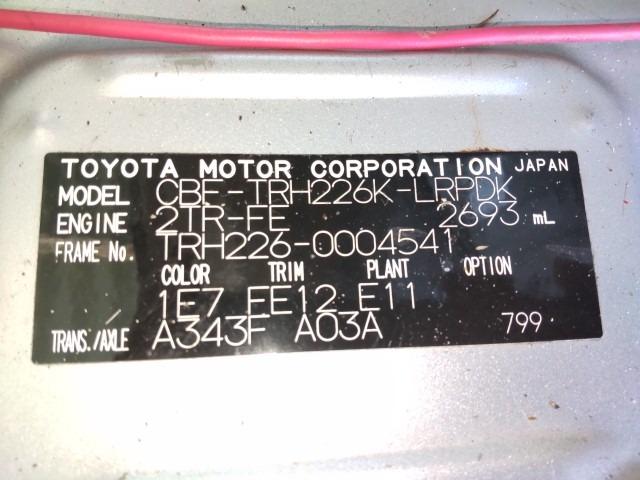 TOYOTA MOTOR CORPORATION JAPAN
MODEL CBF-TRH226K-LRPDK
ENGINE 2TR-FE 2693 mL
FRAME No. TRH226-0004541
COLOR TRIM PLANT OPTION
1E7 FE12 E11
TRANS./AXLE A343F A03A 799